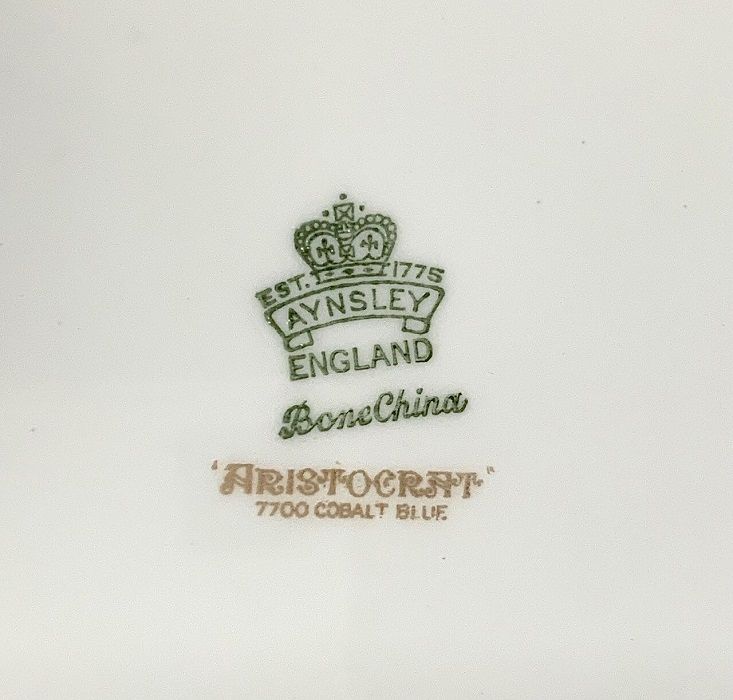 EST. 1775
AYNSLEY
ENGLAND
Bone China
"ARISTOCRAT"
7700 COBALT BLUE